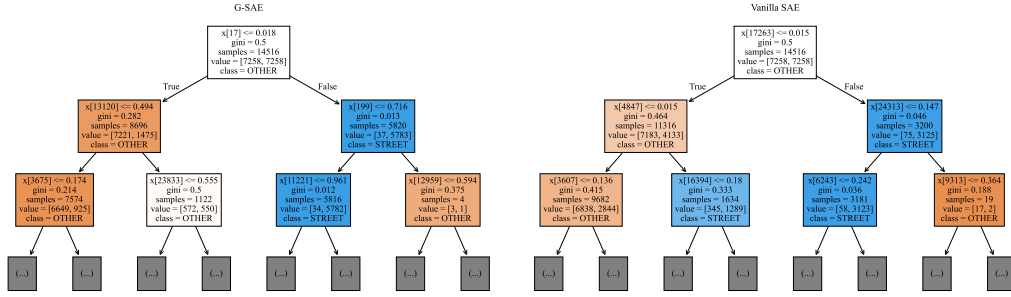 G-SAE
x[17] <= 0.018
gini = 0.5
samples = 14516
value = [7258, 7258]
class = OTHER
True
False
x[13120] <= 0.494
gini = 0.282
samples = 8696
value = [7221, 1475]
class = OTHER
x[199] <= 0.716
gini = 0.013
samples = 5820
value = [37, 5783]
class = STREET
x[3675] <= 0.174
gini = 0.214
samples = 7574
value = [6649, 925]
class = OTHER
x[23833] <= 0.555
gini = 0.5
samples = 1122
value = [572, 550]
class = OTHER
x[11221] <= 0.961
gini = 0.012
samples = 5816
value = [34, 5782]
class = STREET
x[12959] <= 0.594
gini = 0.375
samples = 4
value = [3, 1]
class = OTHER
(...)
(...)
(...)
(...)
(...)
(...)
(...)
(...)
Vanilla SAE
x[17263] <= 0.015
gini = 0.5
samples = 14516
value = [7258, 7258]
class = OTHER
True
False
x[4847] <= 0.015
gini = 0.464
samples = 11316
value = [7183, 4133]
class = OTHER
x[24313] <= 0.147
gini = 0.046
samples = 3200
value = [75, 3125]
class = STREET
x[3607] <= 0.136
gini = 0.415
samples = 9682
value = [6838, 2844]
class = OTHER
x[16394] <= 0.18
gini = 0.333
samples = 1634
value = [345, 1289]
class = STREET
x[6243] <= 0.242
gini = 0.036
samples = 3181
value = [58, 3123]
class = STREET
x[9313] <= 0.364
gini = 0.188
samples = 19
value = [17, 2]
class = OTHER
(...)
(...)
(...)
(...)
(...)
(...)
(...)
(...)